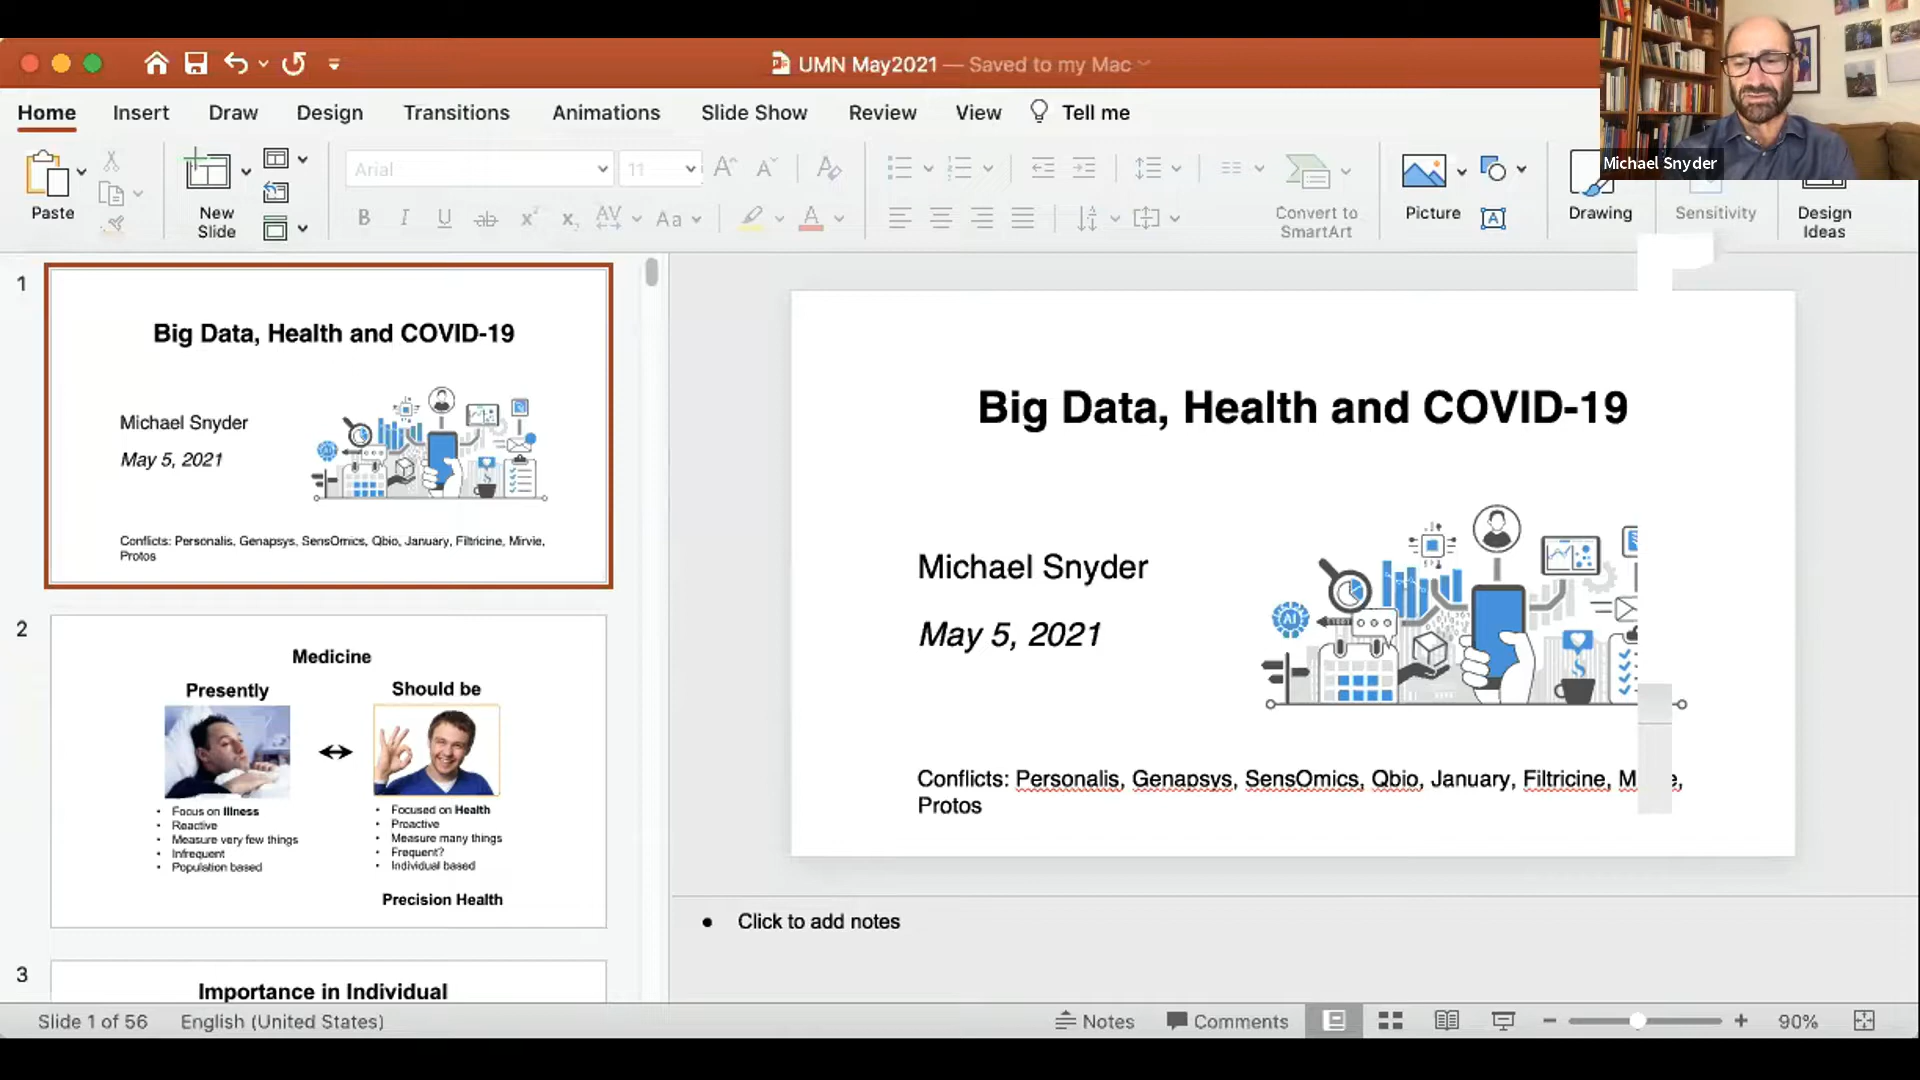 UMN May2021 — Saved to my Mac
Home Insert Draw Design Transitions Animations Slide Show Review View Tell me
Michael Snyder
Arial 11
Paste
New
Slide
Convert to
SmartArt
Picture
Drawing
Sensitivity
Design
Ideas
1
Big Data, Health and COVID-19
Michael Snyder
May 5, 2021
Conflicts: Personalis, Genapsys, SensOmics, Qbio, January, Filtricine, Mirvie,
Protos
2
Medicine
Presently
Should be
• Focus on Illness
• Reactive
• Measure very few things
• Infrequent
• Population based
• Focused on Health
• Proactive
• Measure many things
• Frequent?
• Individual based
Precision Health
3
Importance in Individual
Big Data, Health and COVID-19
Michael Snyder
May 5, 2021
AI
Conflicts: Personalis, Genapsys, SensOmics, Qbio, January, Filtricine,
Protos
• Click to add notes
Slide 1 of 56 English (United States) Notes Comments 90%